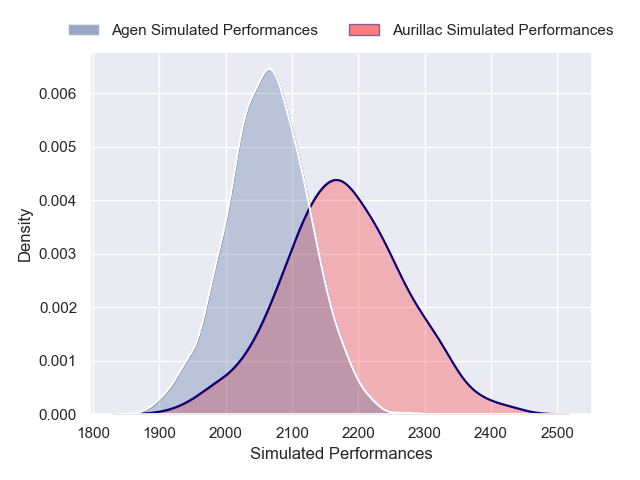 Agen Simulated Performances
Aurillac Simulated Performances
0.006
0.005
0.004
0.003
0.002
0.001
0.000
Density
1800 1900 2000 2100 2200 2300 2400 2500
Simulated Performances